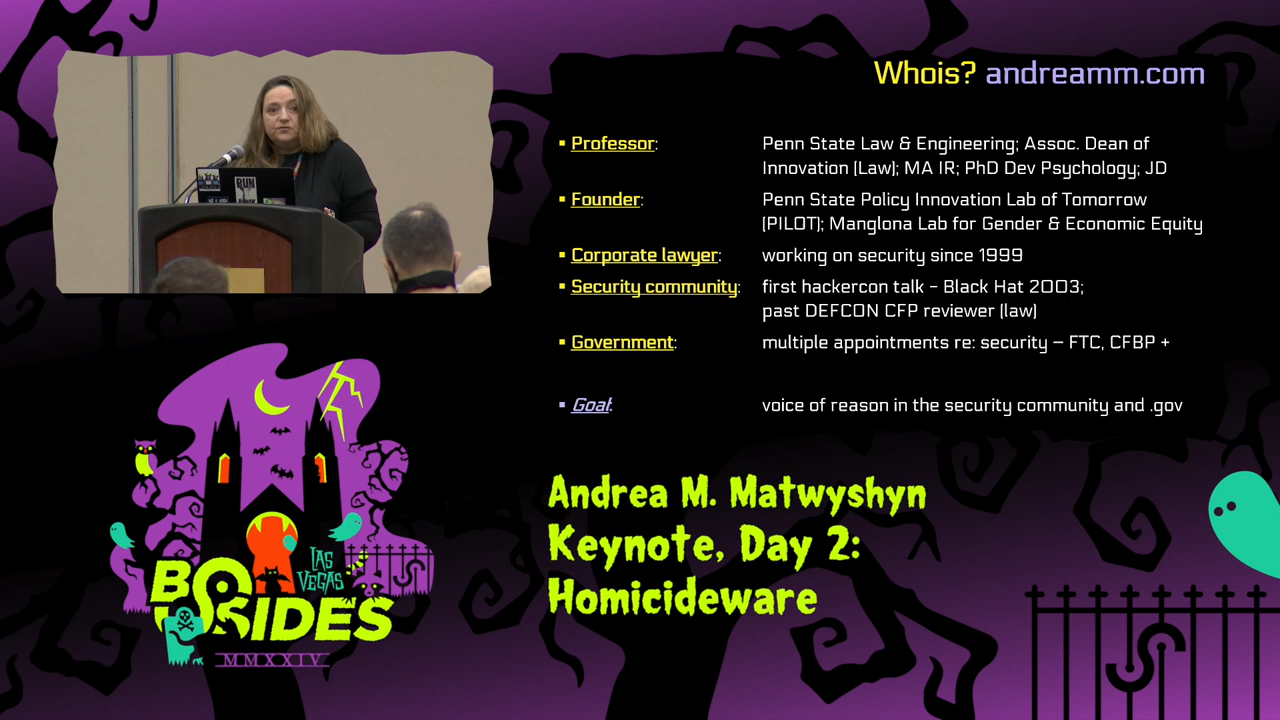 Whois? andreamm.com
▪ Professor: Penn State Law & Engineering; Assoc. Dean of
Innovation (Law); MA IR; PhD Dev Psychology; JD
▪ Founder: Penn State Policy Innovation Lab of Tomorrow
(PILOT); Manglona Lab for Gender & Economic Equity
▪ Corporate lawyer: working on security since 1999
▪ Security community: first hackercon talk – Black Hat 2003;
past DEFCON CFP reviewer (law)
▪ Government: multiple appointments re: security – FTC, CFBP +
▪ Goal: voice of reason in the security community and .gov
Andrea M. Matwyshyn
Keynote, Day 2:
Homicideware
RUN
LAS
VEGAS
BSIDES
MMXXIV